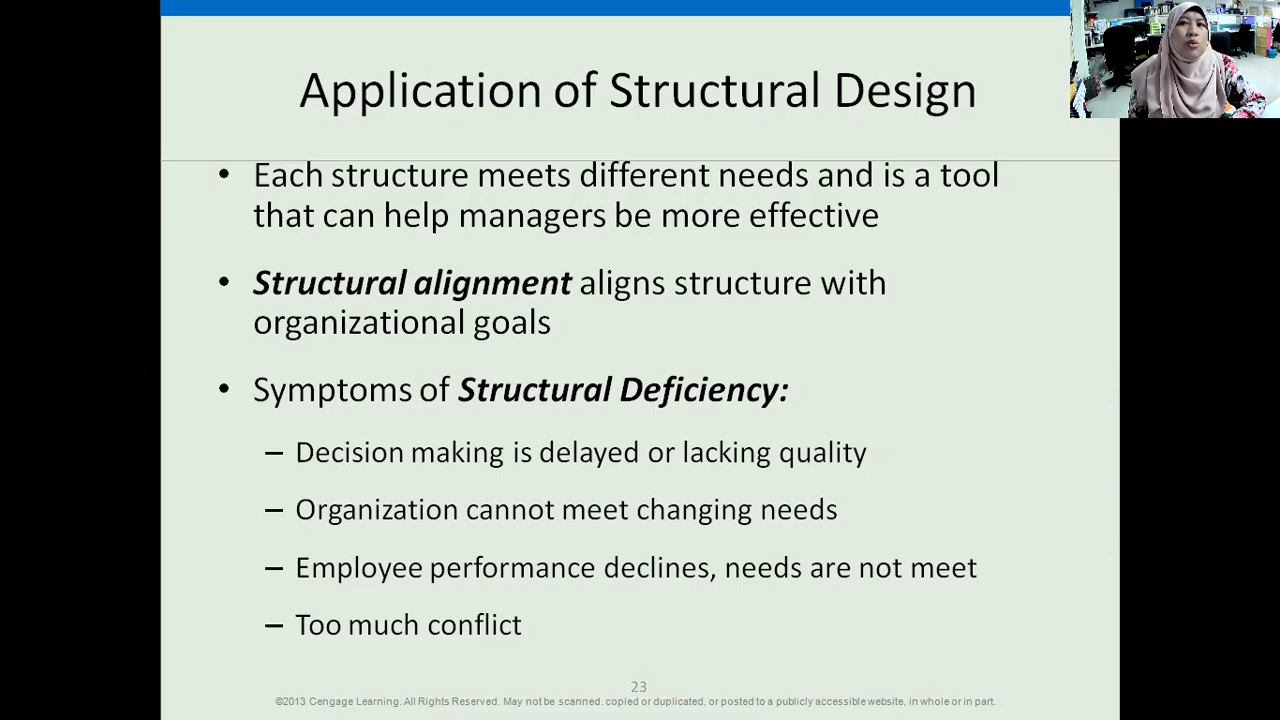 Application of Structural Design
• Each structure meets different needs and is a tool
that can help managers be more effective
• Structural alignment aligns structure with
organizational goals
• Symptoms of Structural Deficiency:
– Decision making is delayed or lacking quality
– Organization cannot meet changing needs
– Employee performance declines, needs are not meet
– Too much conflict
23
©2013 Cengage Learning. All Rights Reserved. May not be scanned, copied or duplicated, or posted to a publicly accessible website, in whole or in part.